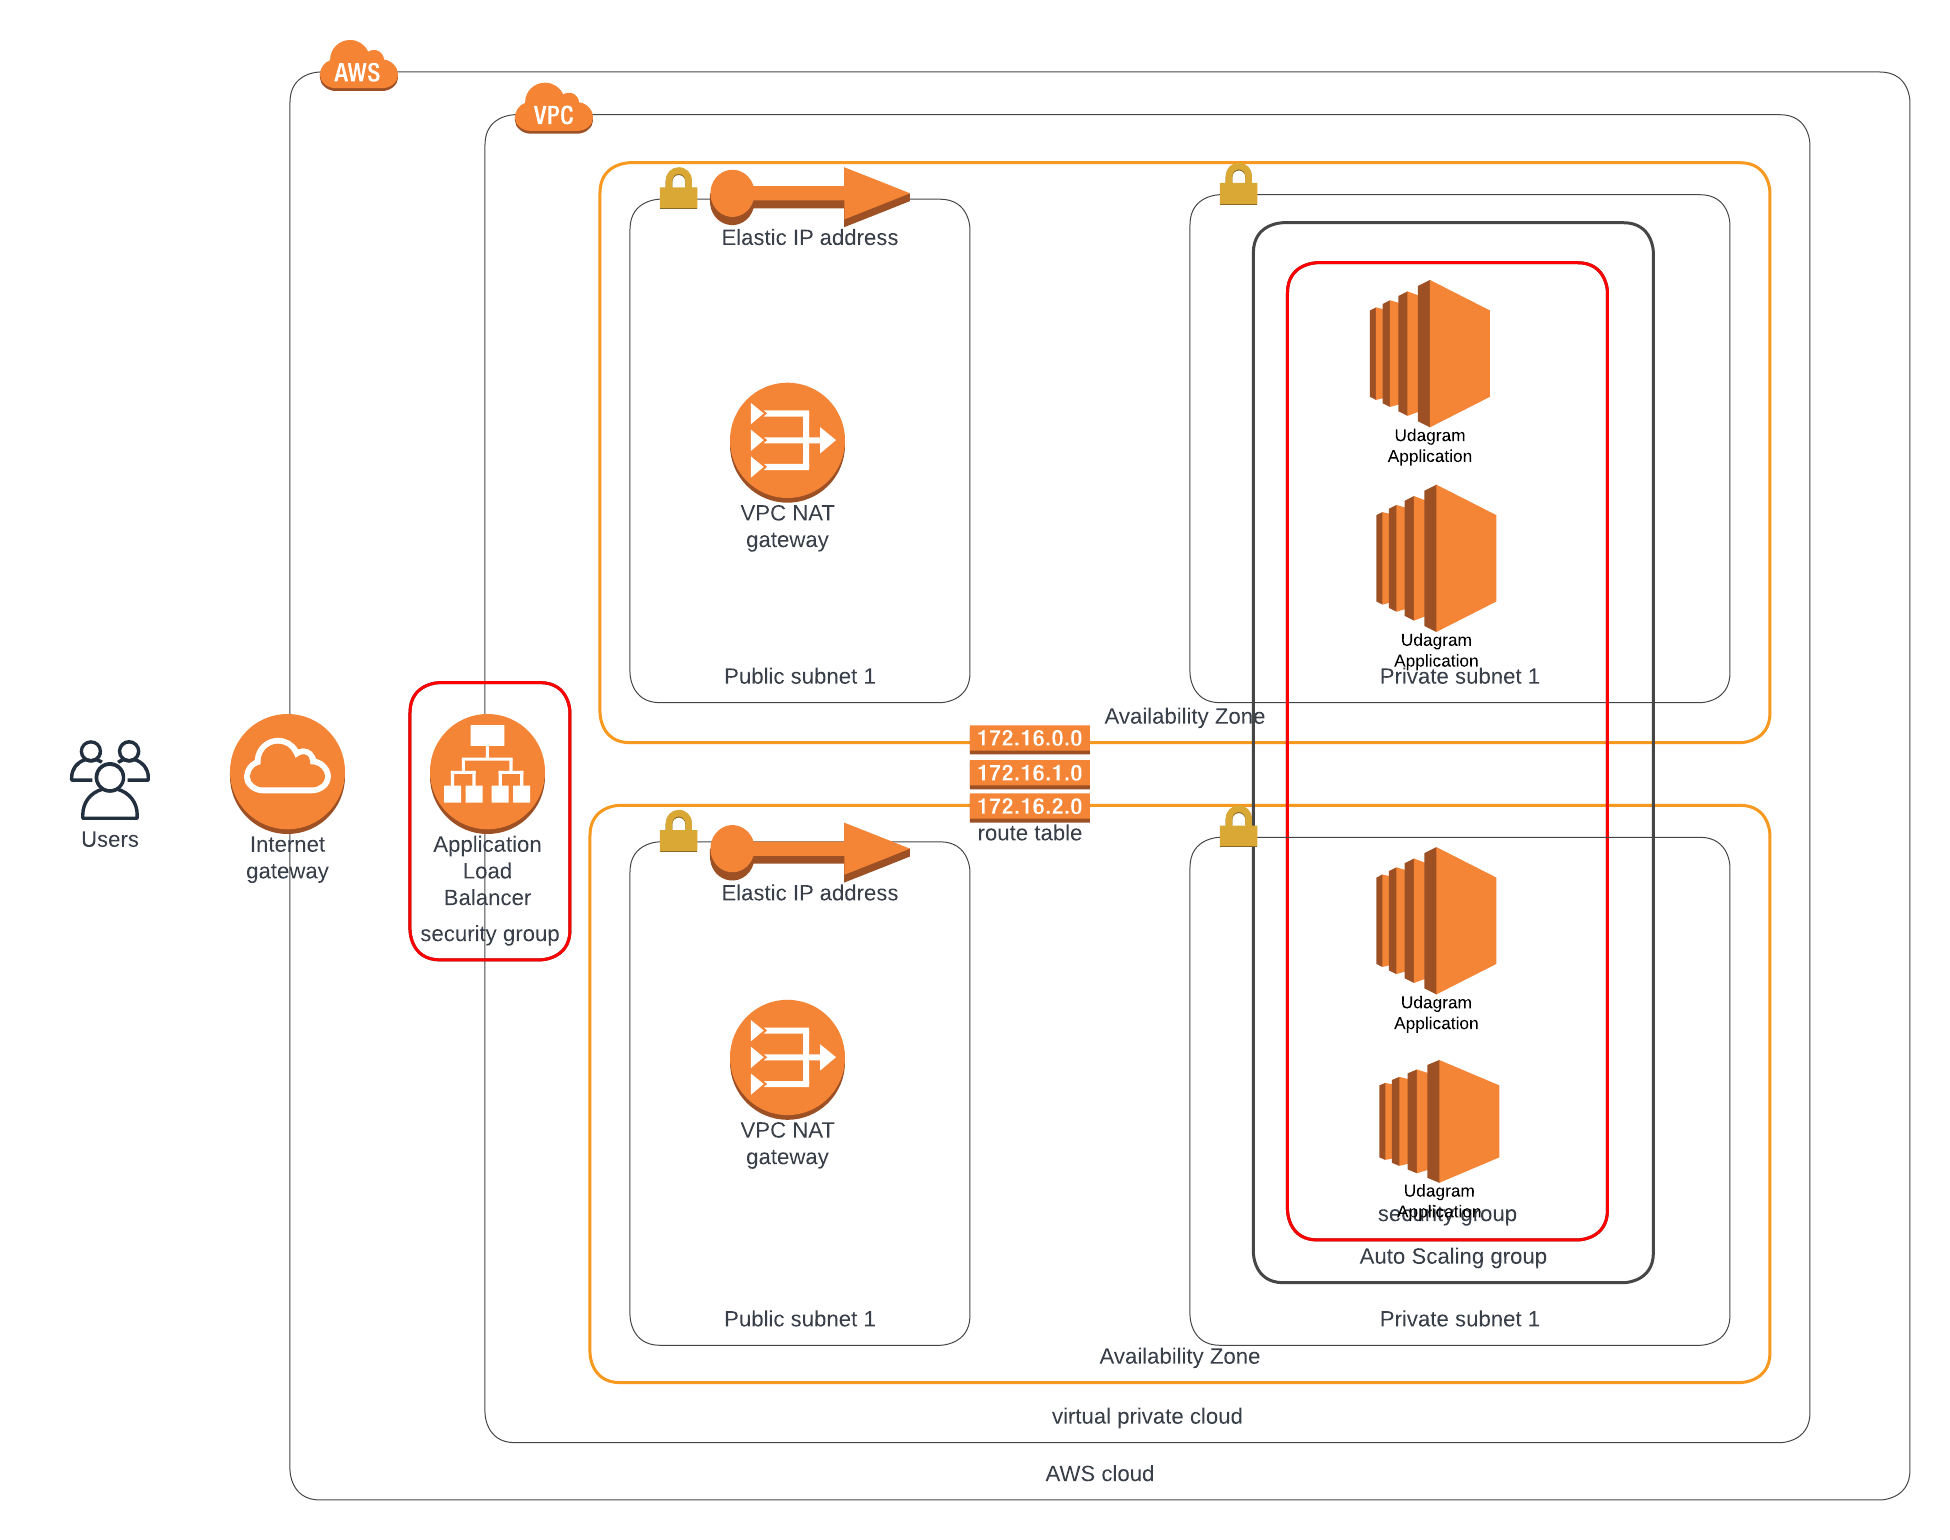 AWS
VPC
Elastic IP address
Udagram
Application
VPC NAT
gateway
Udagram
Application
Public subnet 1
Private subnet 1
Availability Zone
172.16.0.0
172.16.1.0
172.16.2.0
route table
Users
Internet
gateway
Application
Load
Balancer
security group
Elastic IP address
Udagram
Application
VPC NAT
gateway
Udagram
Application
security group
Auto Scaling group
Public subnet 1
Private subnet 1
Availability Zone
virtual private cloud
AWS cloud